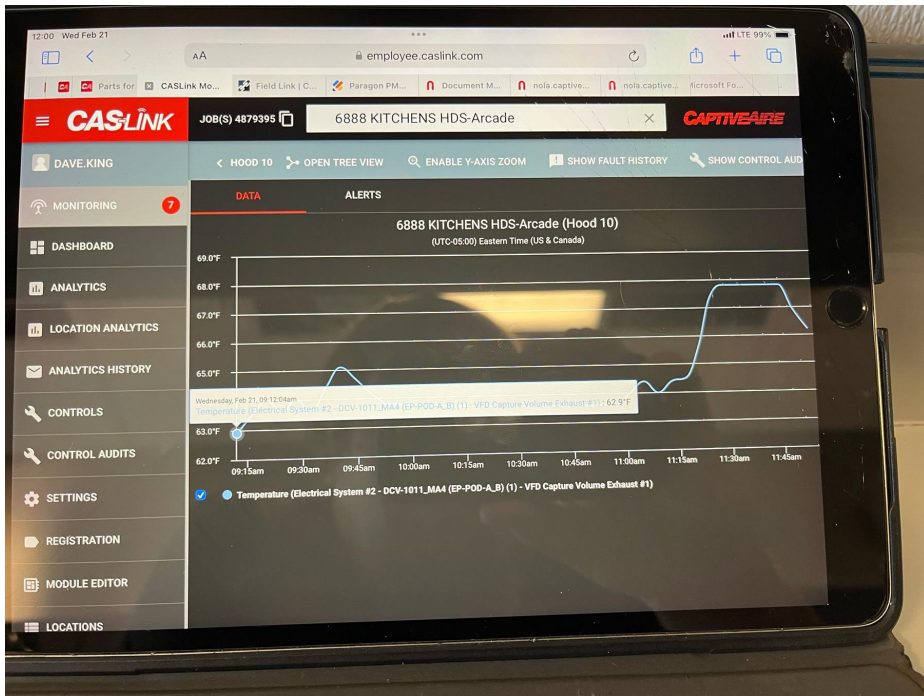 12:00 Wed Feb 21
LTE 99%
AA
employee.caslink.com
CA
CA Parts for
CASLink Mo...
Field Link | C...
Paragon PM...
Document M...
nola.captive...
nola.captive...
Microsoft Fo...
CASLINK
JOB(S) 4879395
6888 KITCHENS HDS-Arcade
CAPTIVEAIRE
DAVE.KING
< HOOD 10
OPEN TREE VIEW
ENABLE Y-AXIS ZOOM
SHOW FAULT HISTORY
SHOW CONTROL AUD
MONITORING
7
DASHBOARD
ANALYTICS
LOCATION ANALYTICS
ANALYTICS HISTORY
CONTROLS
CONTROL AUDITS
SETTINGS
REGISTRATION
MODULE EDITOR
LOCATIONS
DATA
ALERTS
6888 KITCHENS HDS-Arcade (Hood 10)
(UTC-05:00) Eastern Time (US & Canada)
69.0°F
68.0°F
67.0°F
66.0°F
65.0°F
Wednesday, Feb 21, 09:12:04am
Temperature (Electrical System #2 - DCV-1011_MA4 (EP-POD-A_B) (1) - VFD Capture Volume Exhaust #1) : 62.9°F
63.0°F
62.0°F
09:15am
09:30am
09:45am
10:00am
10:15am
10:30am
10:45am
11:00am
11:15am
11:30am
11:45am
Temperature (Electrical System #2 - DCV-1011_MA4 (EP-POD-A_B) (1) - VFD Capture Volume Exhaust #1)